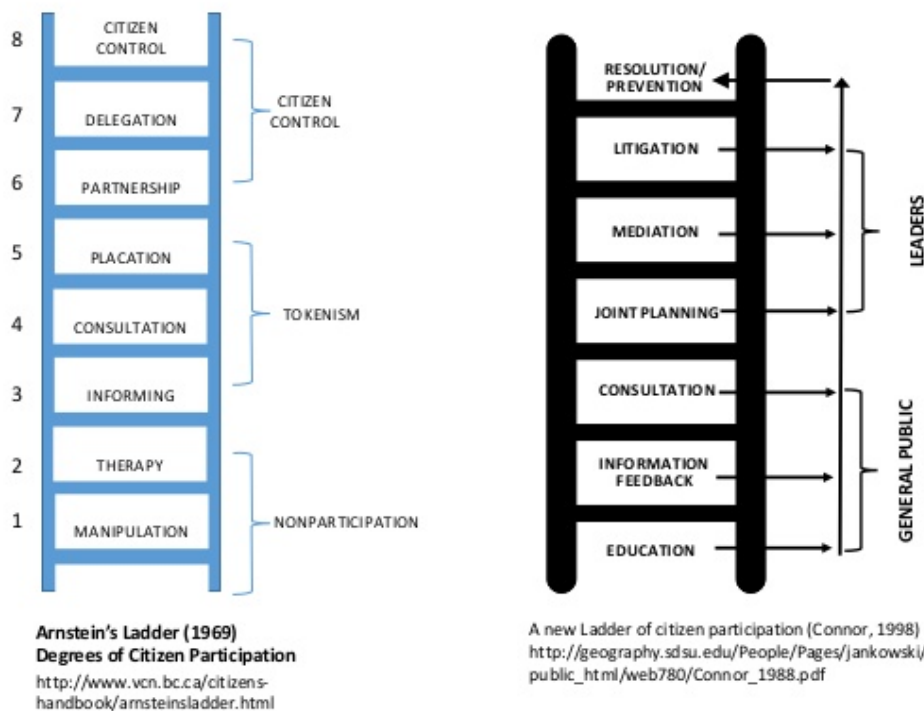 8
CITIZEN
CONTROL
7
DELEGATION
6
PARTNERSHIP
5
PLACATION
4
CONSULTATION
3
INFORMING
2
THERAPY
1
MANIPULATION
CITIZEN
CONTROL
TOKENISM
NONPARTICIPATION
Arnstein's Ladder (1969)
Degrees of Citizen Participation
http://www.vcn.bc.ca/citizens-
handbook/arnsteinsladder.html
RESOLUTION/
PREVENTION
LITIGATION
MEDIATION
JOINT PLANNING
CONSULTATION
INFORMATION
FEEDBACK
EDUCATION
LEADERS
GENERAL PUBLIC
A new Ladder of citizen participation (Connor, 1998)
http://geography.sdsu.edu/People/Pages/jankowski/
public_html/web780/Connor_1988.pdf